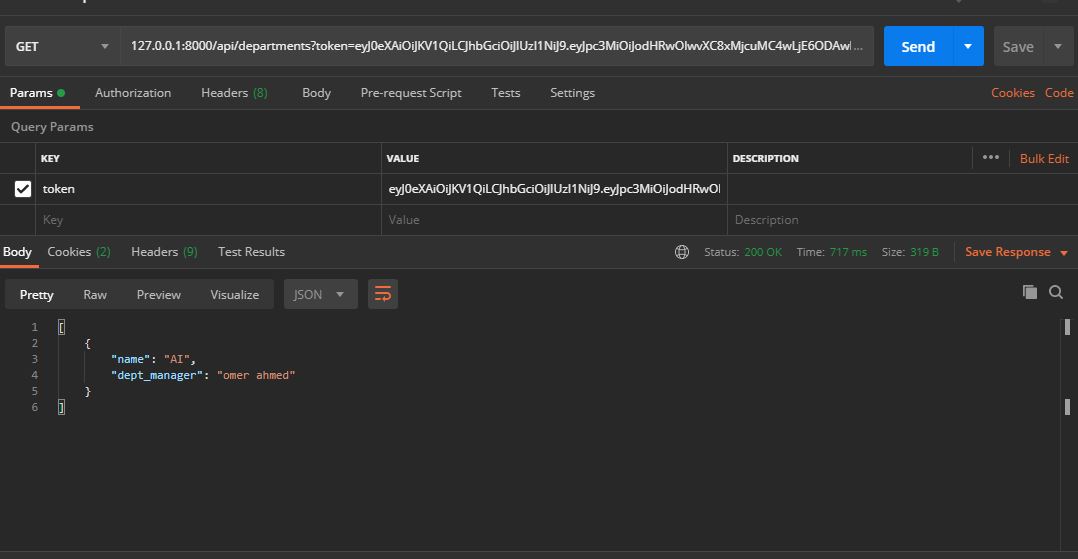 GET 127.0.0.1:8000/api/departments?token=eyJ0eXAiOiJKV1QiLCJhbGciOiJIUzI1NiJ9.eyJpc3MiOiJodHRwOlwvXC8xMjcuMC4wLjE6ODAwl... Send Save
Params Authorization Headers (8) Body Pre-request Script Tests Settings Cookies Code
Query Params
KEY VALUE DESCRIPTION ••• Bulk Edit
token eyJ0eXAiOiJKV1QiLCJhbGciOiJIUzI1NiJ9.eyJpc3MiOiJodHRwOl
Key Value Description
Body Cookies (2) Headers (9) Test Results Status: 200 OK Time: 717 ms Size: 319 B Save Response
Pretty Raw Preview Visualize JSON
1 [
2 {
3 "name": "AI",
4 "dept_manager": "omer ahmed"
5 }
6 ]